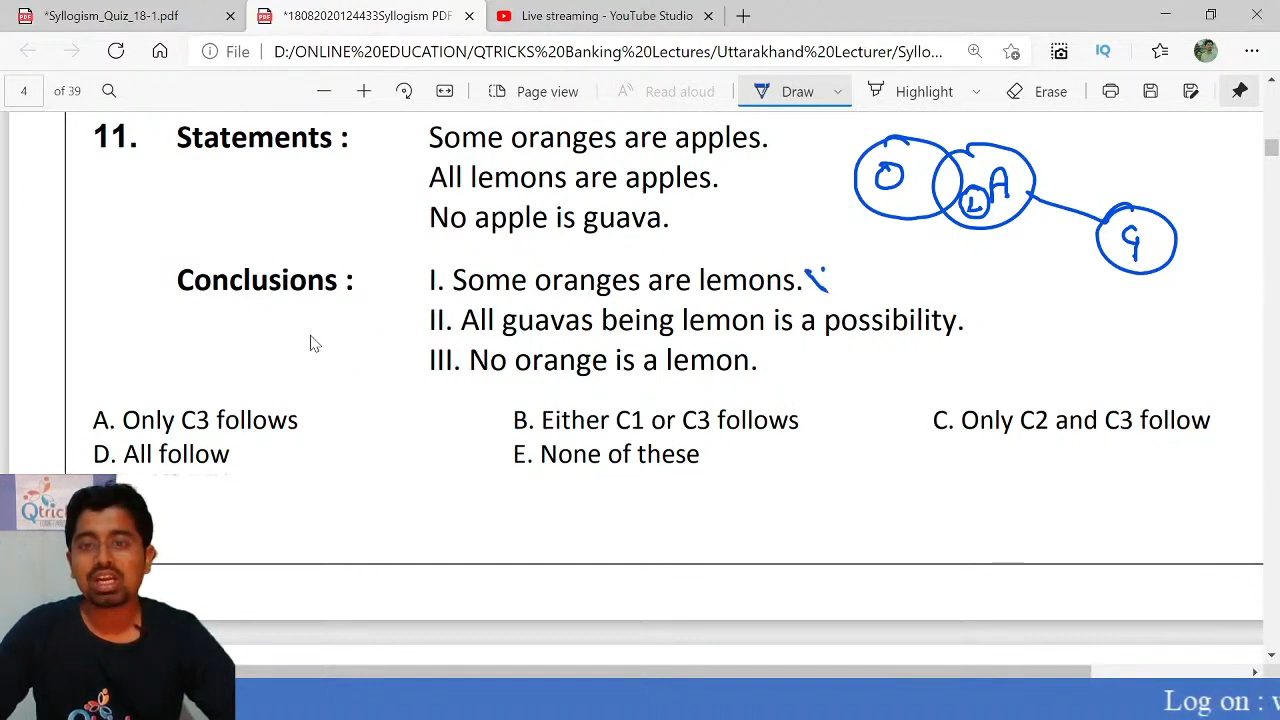 *Syllogism_Quiz_18-1.pdf
*18082020124433Syllogism PDF
Live streaming - YouTube Studio
File
D:/ONLINE%20EDUCATION/QTRICKS%20Banking%20Lectures/Uttarakhand%20Lecturer/Syllo...
IQ
4 of 39
Page view
Read aloud
Draw
Highlight
Erase
11. Statements : Some oranges are apples.
All lemons are apples.
No apple is guava.
O A L G
Conclusions : I. Some oranges are lemons.
II. All guavas being lemon is a possibility.
III. No orange is a lemon.
A. Only C3 follows B. Either C1 or C3 follows C. Only C2 and C3 follow
D. All follow E. None of these
Qtric
Log on :